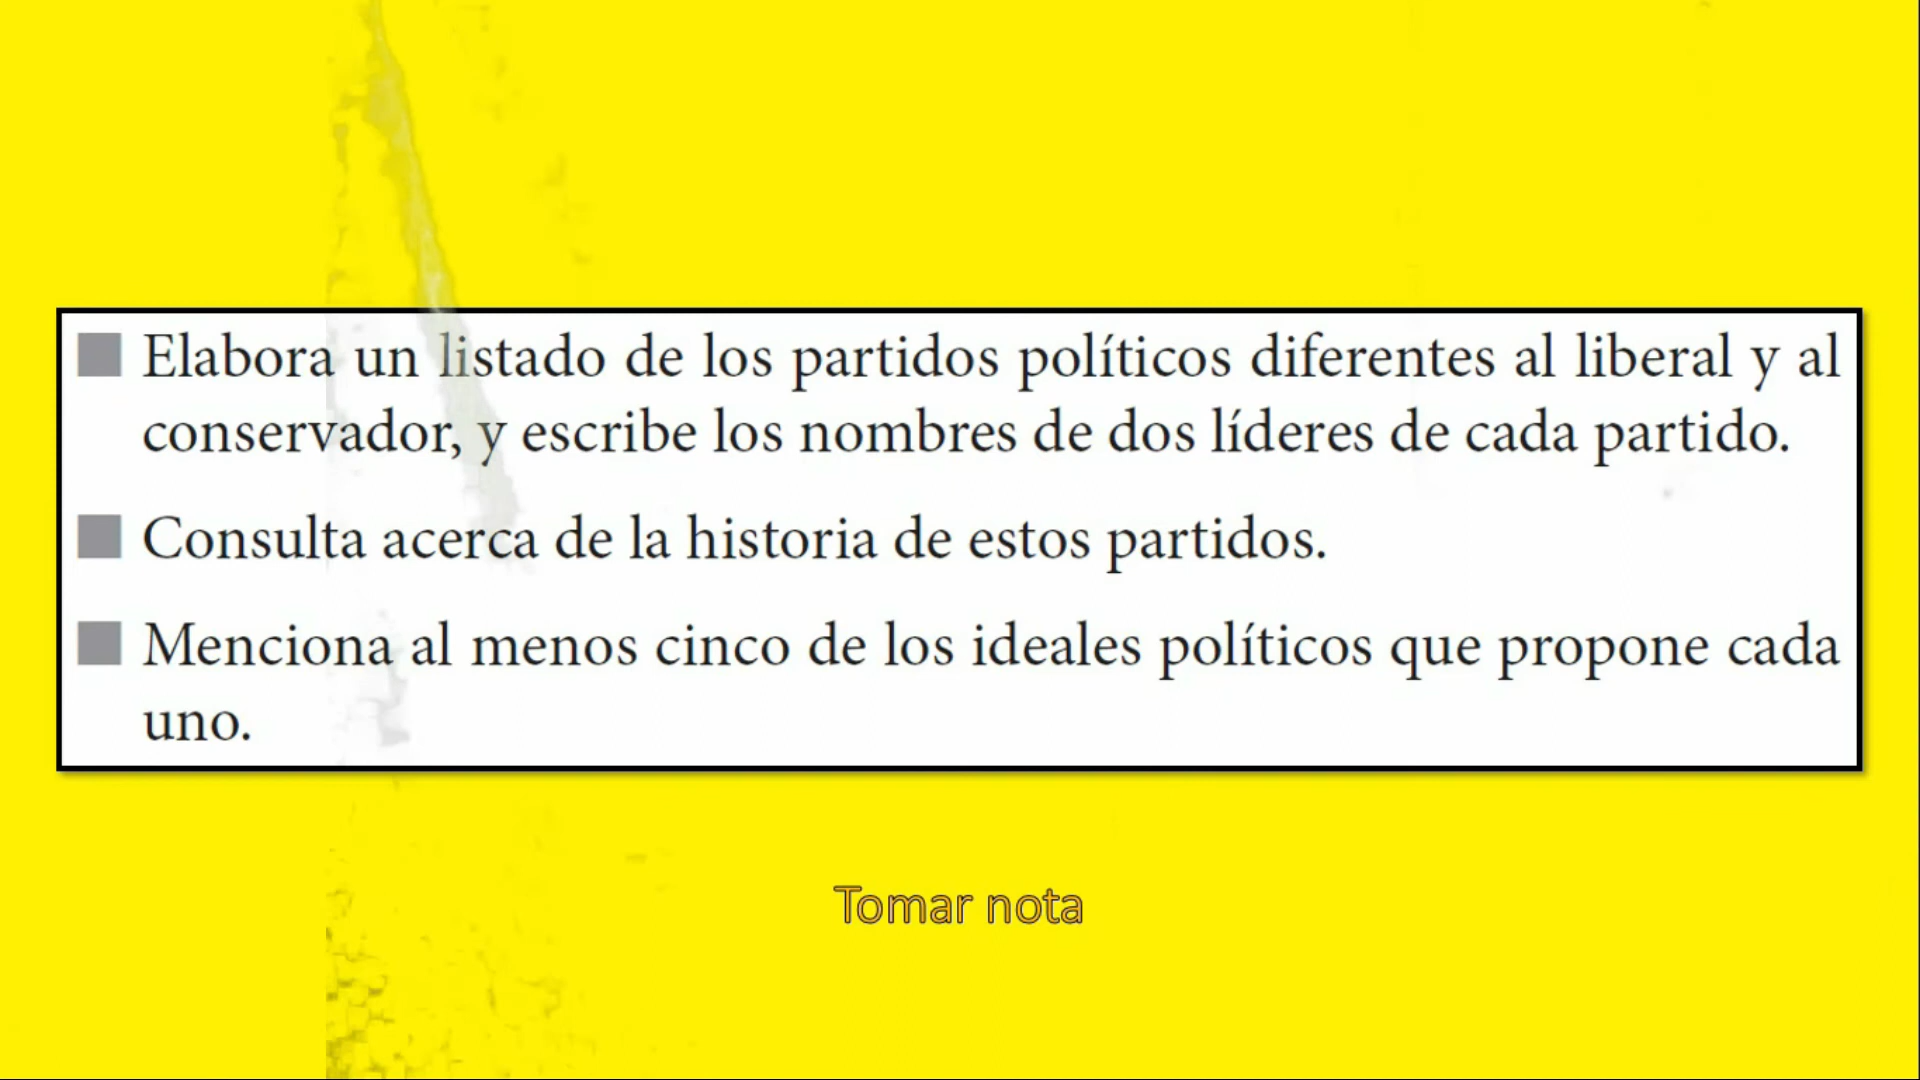 Elabora un listado de los partidos políticos diferentes al liberal y al
conservador, y escribe los nombres de dos líderes de cada partido.
Consulta acerca de la historia de estos partidos.
Menciona al menos cinco de los ideales políticos que propone cada
uno.
Tomar nota